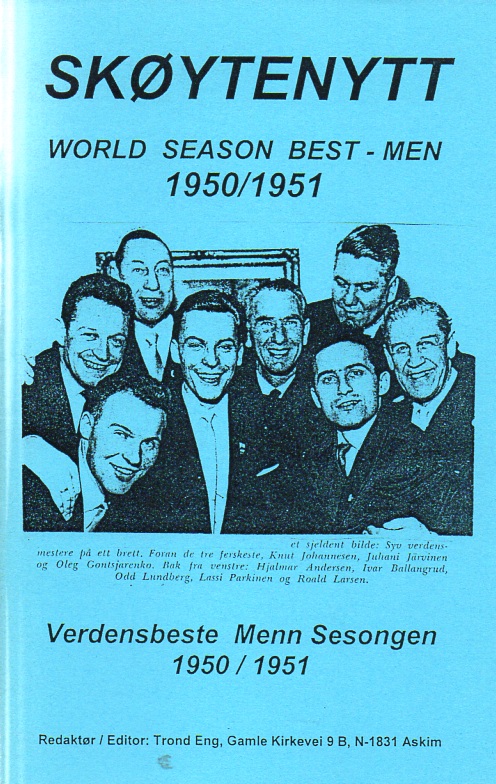 SKØYTENYTT
WORLD SEASON BEST - MEN
1950/1951
et sjeldent bilde: Syv verdens-
mestere på ett brett. Foran de tre ferskeste, Knut Johannesen, Juhani Järvinen
og Oleg Gontsjarenko. Bak fra venstre: Hjalmar Andersen, Ivar Ballangrud,
Odd Lundberg, Lassi Parkinen og Roald Larsen.
Verdensbeste Menn Sesongen
1950 / 1951
Redaktør / Editor: Trond Eng, Gamle Kirkevei 9 B, N-1831 Askim